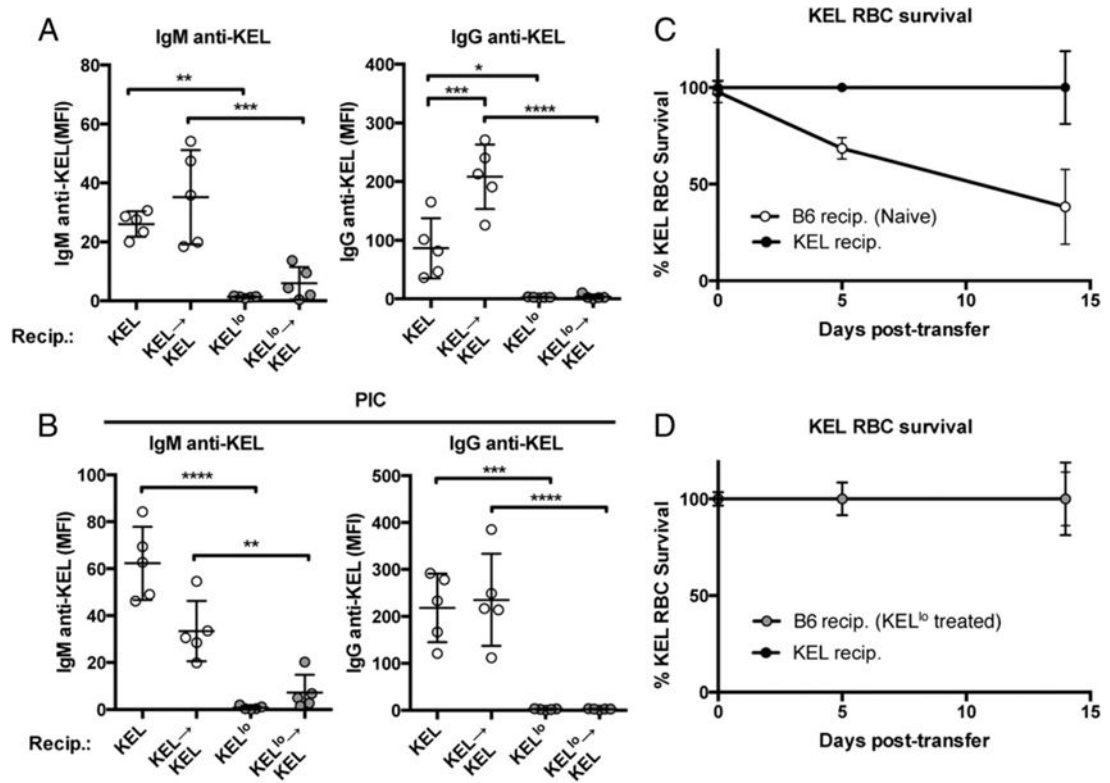 A
IgM anti-KEL
IgM anti-KEL(MFI)
60
40
20
0
**
***
Recip.:
KEL
KEL→
KEL
KELlo
KELlo→
KEL
IgG anti-KEL
IgG anti-KEL (MFI)
400
300
200
100
0
*
***
****
KEL
KEL→
KEL
KELlo
KELlo→
KEL
PIC
B
IgM anti-KEL
IgM anti-KEL (MFI)
100
80
60
40
20
0
****
**
Recip.:
KEL
KEL→
KEL
KELlo
KELlo→
KEL
IgG anti-KEL
IgG anti-KEL (MFI)
500
400
300
200
100
0
***
****
KEL
KEL→
KEL
KELlo
KELlo→
KEL
C
KEL RBC survival
% KEL RBC Survival
100
50
0
B6 recip. (Naive)
KEL recip.
0
5
10
15
Days post-transfer
D
KEL RBC survival
% KEL RBC Survival
100
50
0
B6 recip. (KELlo treated)
KEL recip.
0
5
10
15
Days post-transfer